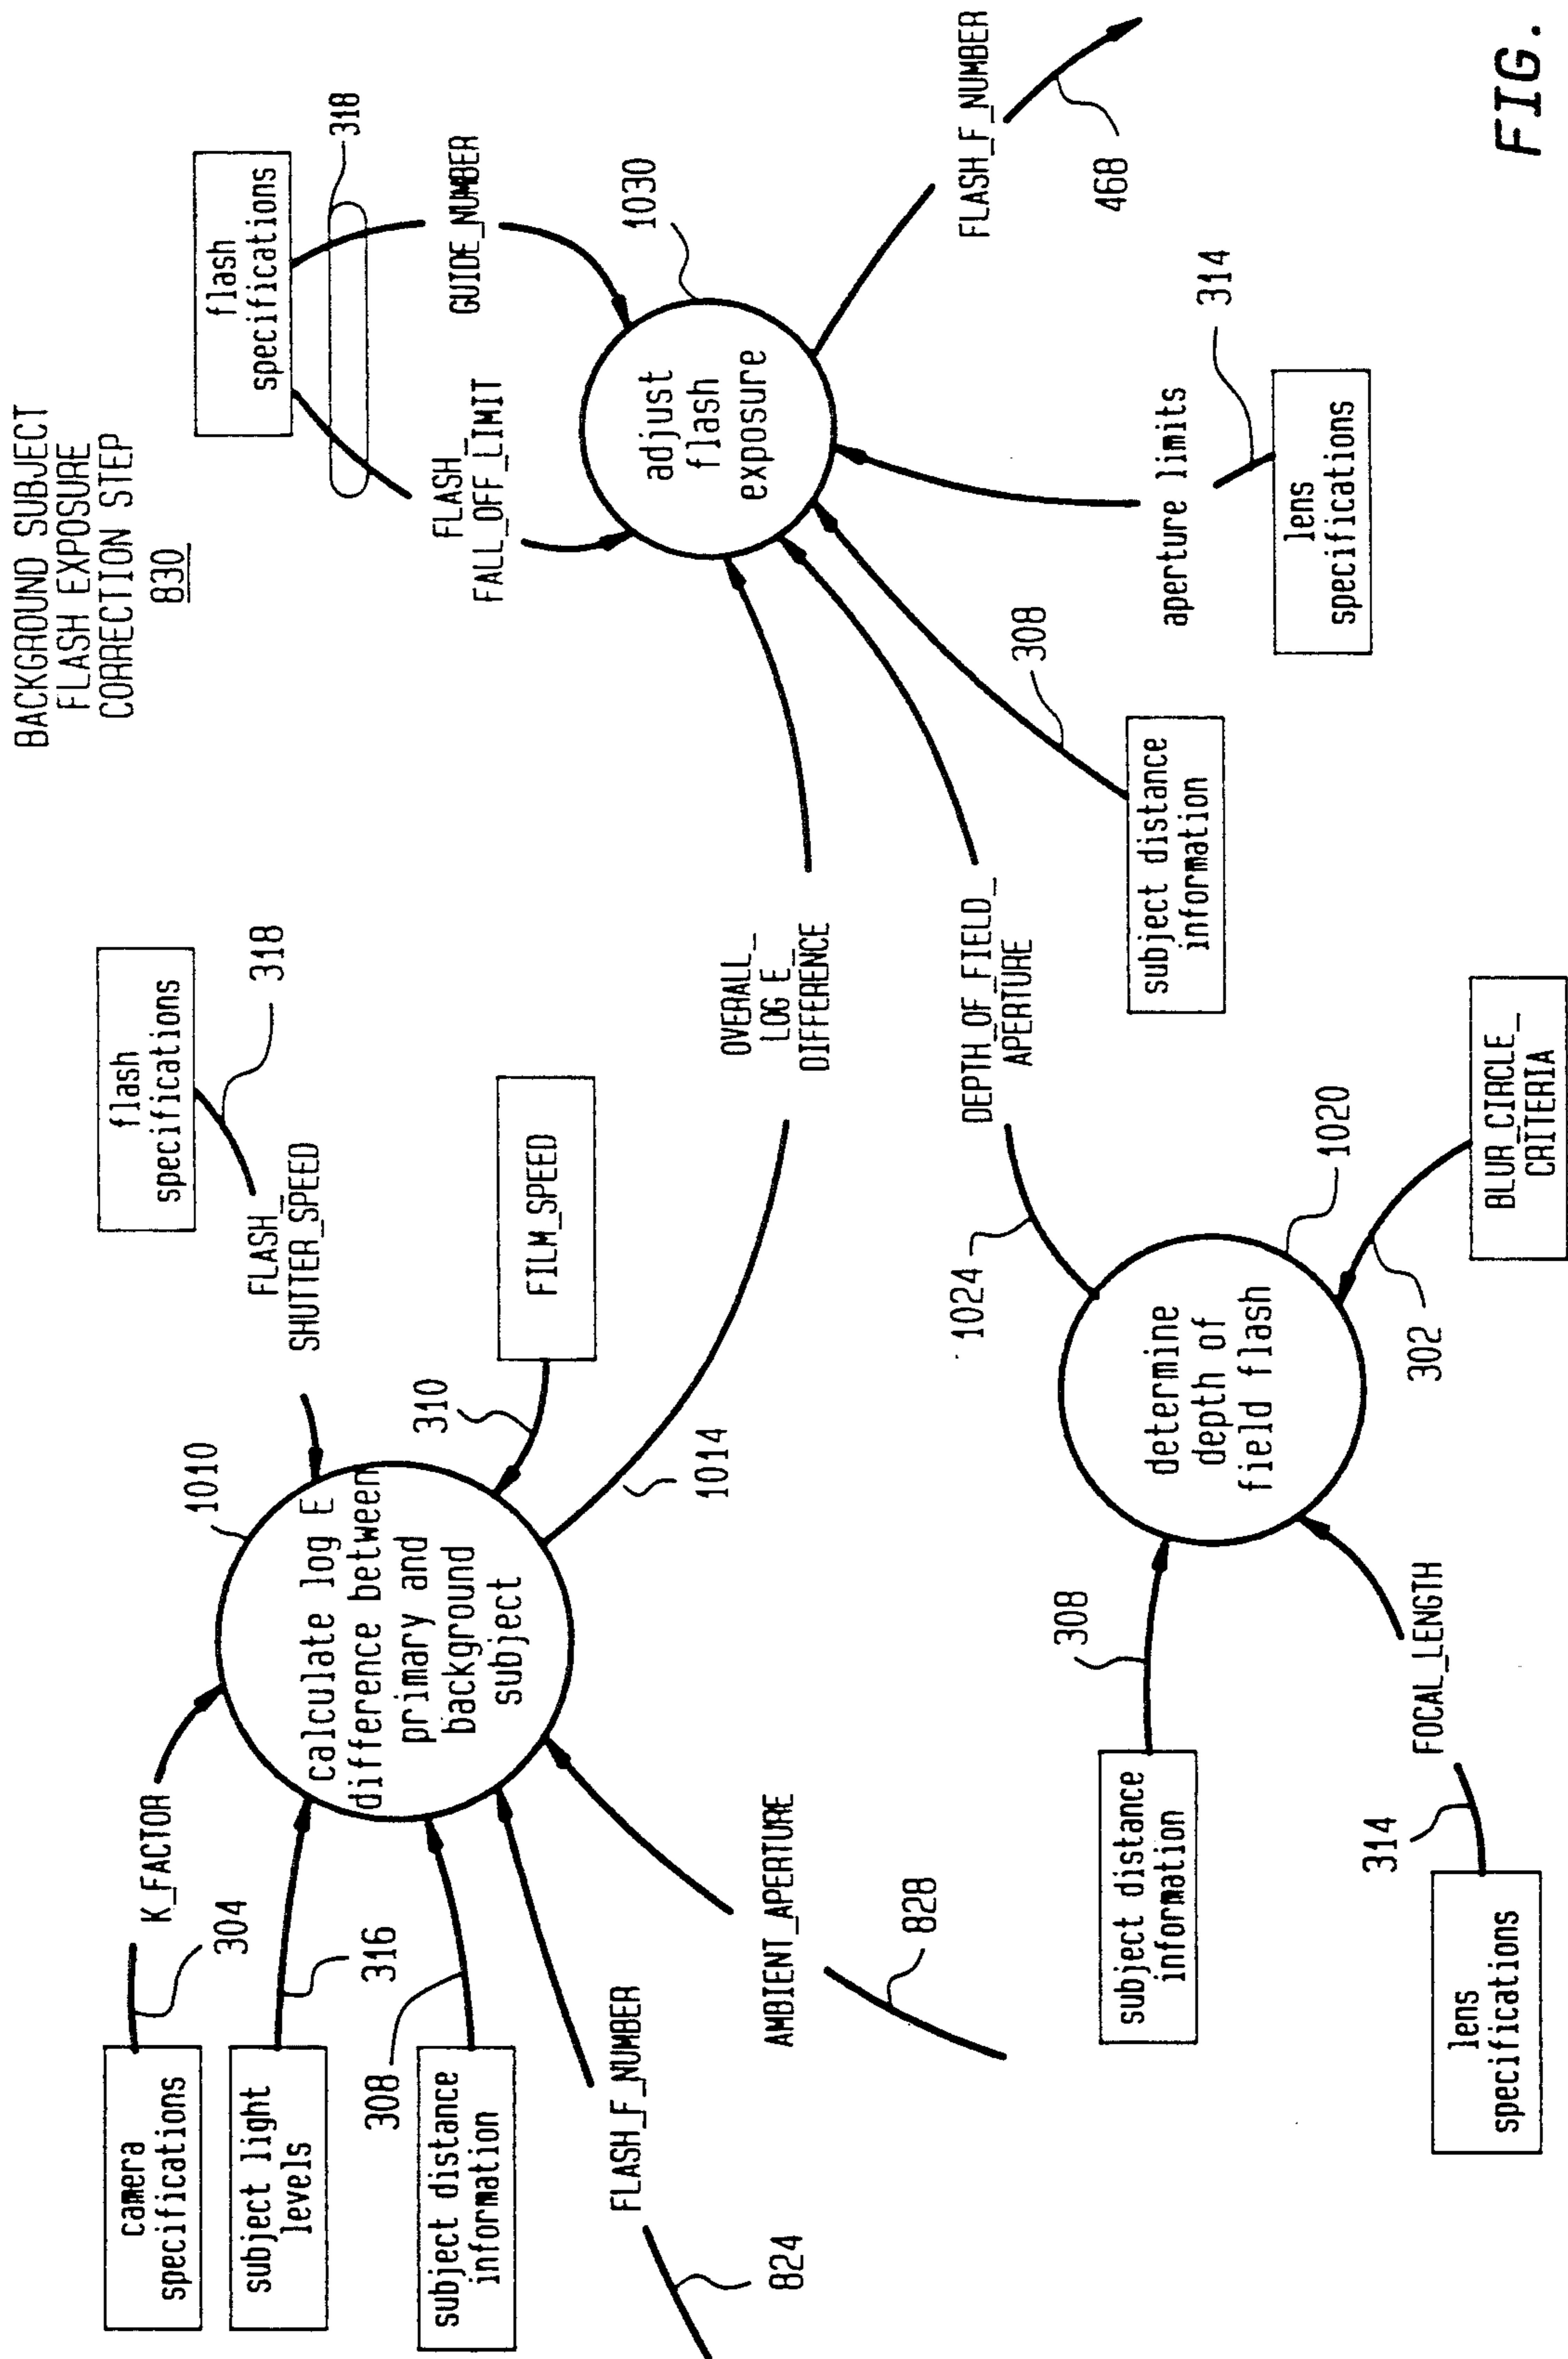 BACKGROUND SUBJECT
FLASH EXPOSURE
CORRECTION STEP
830
camera
specifications
304
K_FACTOR
subject light
levels
316
subject distance
information
308
FLASH_F_NUMBER
824
AMBIENT_APERTURE
828
1010
calculate log E
difference between
primary and
background
subject
flash
specifications
318
FLASH_
SHUTTER_SPEED
FILM_SPEED
310
1014
OVERALL_
LOG E_
DIFFERENCE
flash
specifications
318
FLASH_
FALL_OFF_LIMIT
GUIDE_NUMBER
1030
adjust
flash
exposure
FLASH_F_NUMBER
468
aperture limits
314
lens
specifications
308
subject distance
information
DEPTH_OF_FIELD_
APERTURE
1024
1020
determine
depth of
field flash
302
BLUR_CIRCLE_
CRITERIA
308
subject distance
information
FOCAL_LENGTH
314
lens
specifications
FIG.